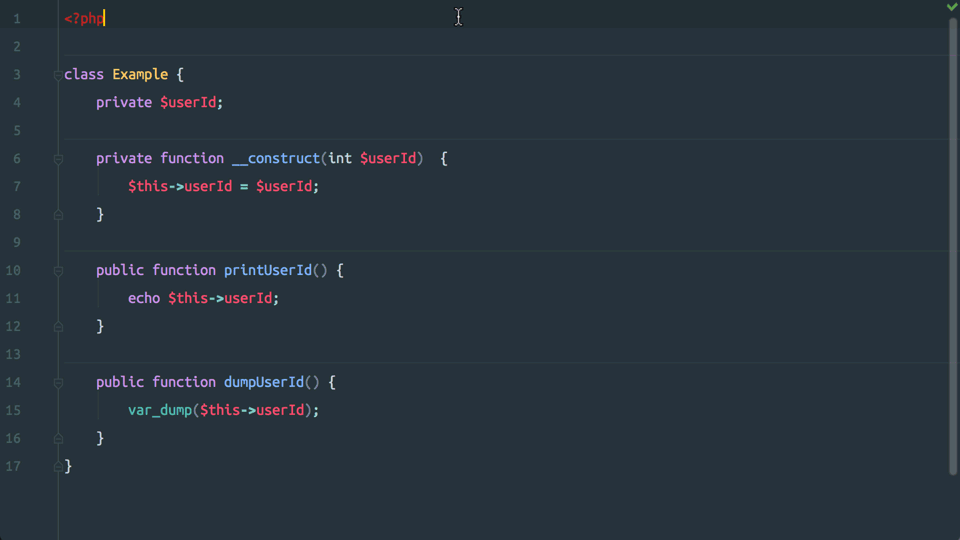 1 <?php
2
3 class Example {
4     private $userId;
5
6     private function __construct(int $userId)  {
7         $this->userId = $userId;
8     }
9
10     public function printUserId() {
11         echo $this->userId;
12     }
13
14     public function dumpUserId() {
15         var_dump($this->userId);
16     }
17 }